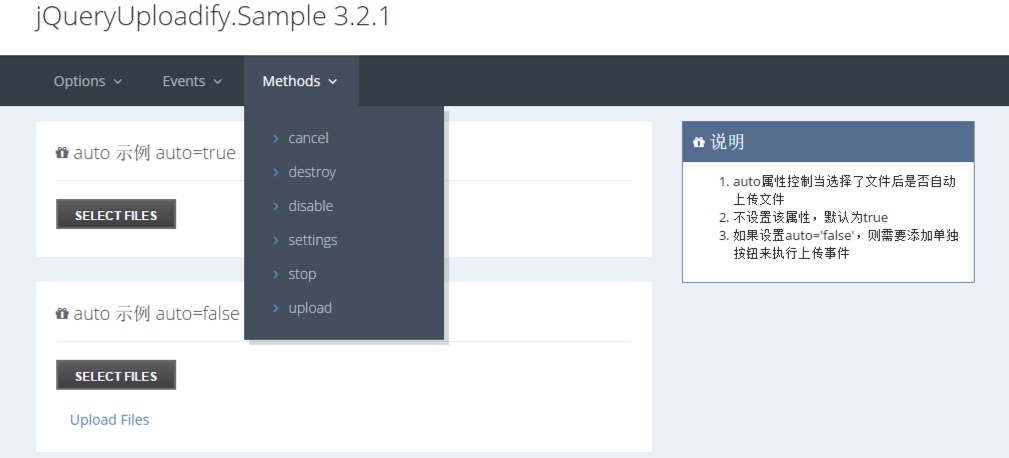 jQueryUploadify.Sample 3.2.1
Options Events Methods
cancel
destroy
disable
settings
stop
upload
auto 示例 auto=true
SELECT FILES
auto 示例 auto=false
SELECT FILES
Upload Files
说明
1. auto属性控制当选择了文件后是否自动
上传文件
2. 不设置该属性，默认为true
3. 如果设置auto='false'，则需要添加单独
按钮来执行上传事件